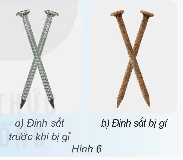 a) Đinh sắt
trước khi bị gỉ
b) Đinh sắt bị gỉ
Hình 6